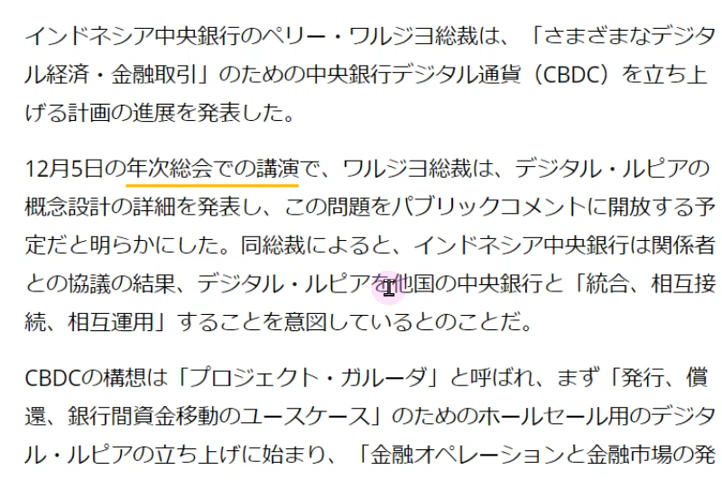 インドネシア中央銀行のペリー・ワルジヨ総裁は、「さまざまなデジタ
ル経済・金融取引」のための中央銀行デジタル通貨（CBDC）を立ち上
げる計画の進展を発表した。
12月5日の年次総会での講演で、ワルジヨ総裁は、デジタル・ルピアの
概念設計の詳細を発表し、この問題をパブリックコメントに開放する予
定だと明らかにした。同総裁によると、インドネシア中央銀行は関係者
との協議の結果、デジタル・ルピアを他国の中央銀行と「統合、相互接
続、相互運用」することを意図しているとのことだ。
CBDCの構想は「プロジェクト・ガルーダ」と呼ばれ、まず「発行、償
還、銀行間資金移動のユースケース」のためのホールセール用のデジタ
ル・ルピアの立ち上げに始まり、「金融オペレーションと金融市場の発